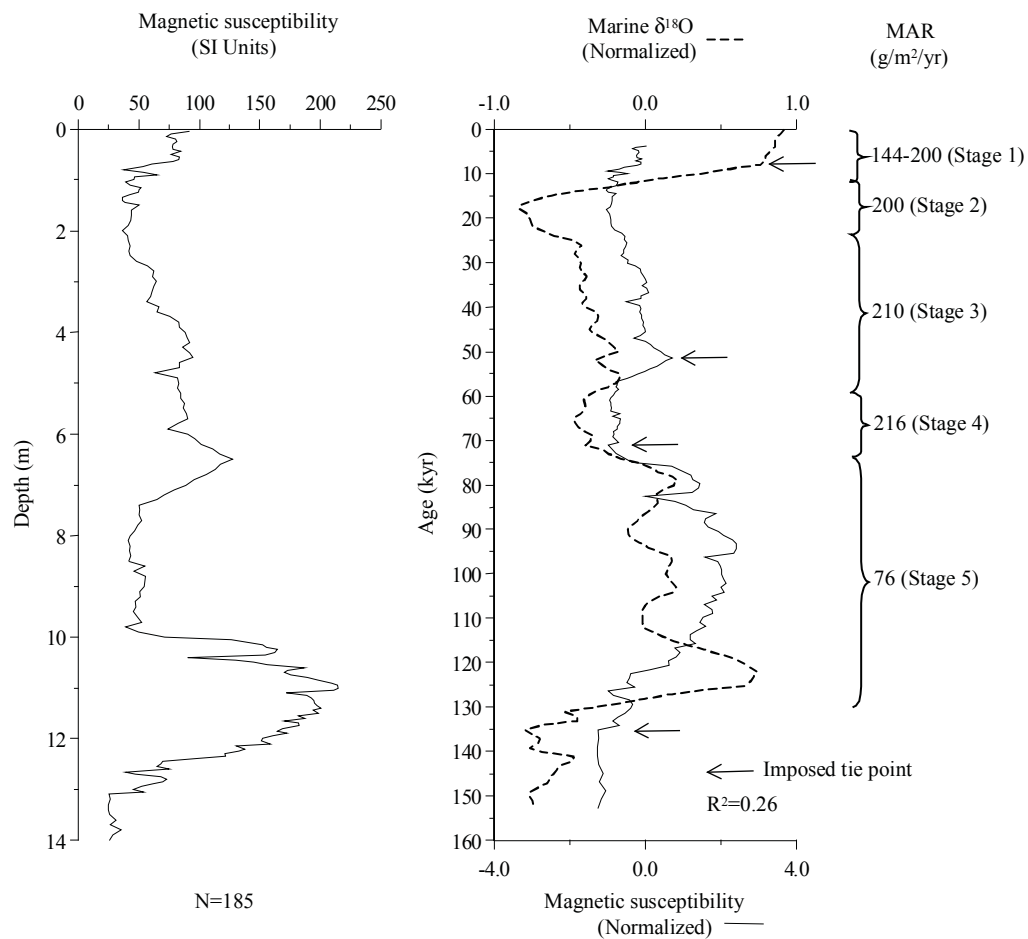 Magnetic susceptibility
(SI Units)
0 50 100 150 200 250
Depth (m)
0
2
4
6
8
10
12
14
N=185
Marine δ¹⁸O
(Normalized)
-1.0 0.0 1.0
Age (kyr)
0
10
20
30
40
50
60
70
80
90
100
110
120
130
140
150
160
Imposed tie point
R²=0.26
-4.0 0.0 4.0
Magnetic susceptibility
(Normalized)
MAR
(g/m²/yr)
144-200 (Stage 1)
200 (Stage 2)
210 (Stage 3)
216 (Stage 4)
76 (Stage 5)